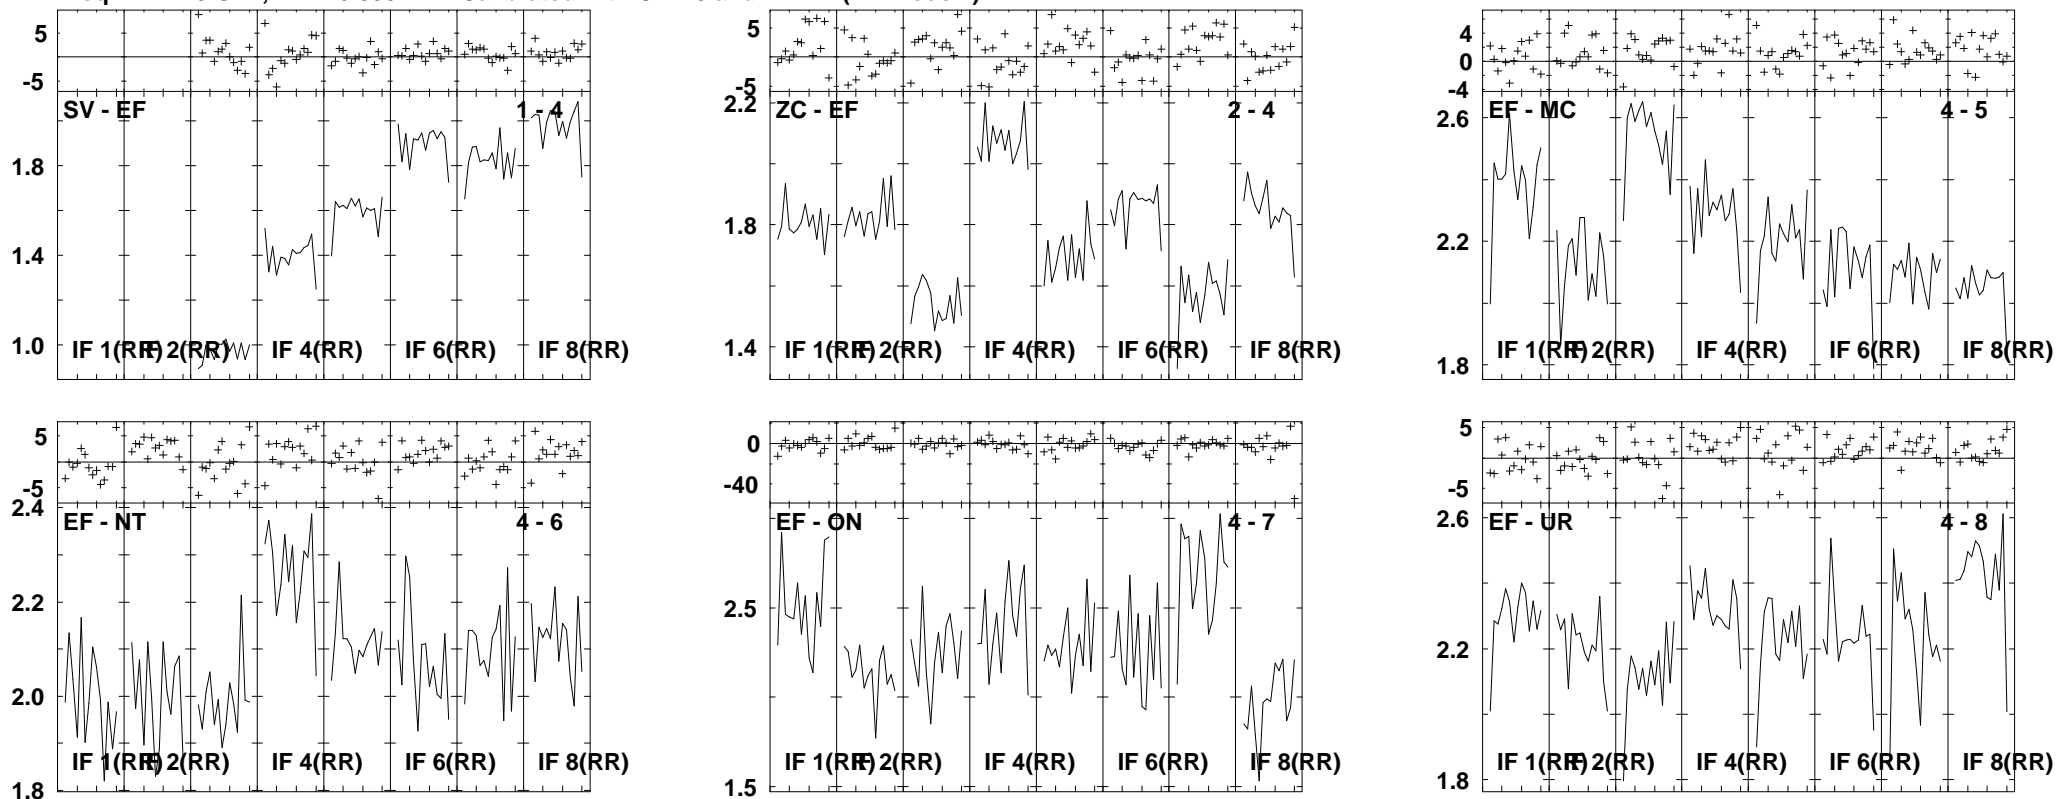 5
-5
SV - EF
1 - 4
1.8
1.4
1.0
IF 1(RR)
IF 2(RR)
IF 4(RR)
IF 6(RR)
IF 8(RR)
5
-5
2.2
ZC - EF
2 - 4
1.8
1.4
IF 1(RR)
IF 2(RR)
IF 4(RR)
IF 6(RR)
IF 8(RR)
4
0
-4
EF - MC
4 - 5
2.6
2.2
1.8
IF 1(RR)
IF 2(RR)
IF 4(RR)
IF 6(RR)
IF 8(RR)
5
-5
2.4
EF - NT
4 - 6
2.2
2.0
1.8
IF 1(RR)
IF 2(RR)
IF 4(RR)
IF 6(RR)
IF 8(RR)
0
-40
EF - ON
4 - 7
2.5
1.5
IF 1(RR)
IF 2(RR)
IF 4(RR)
IF 6(RR)
IF 8(RR)
5
-5
2.6
EF - UR
4 - 8
2.2
1.8
IF 1(RR)
IF 2(RR)
IF 4(RR)
IF 6(RR)
IF 8(RR)